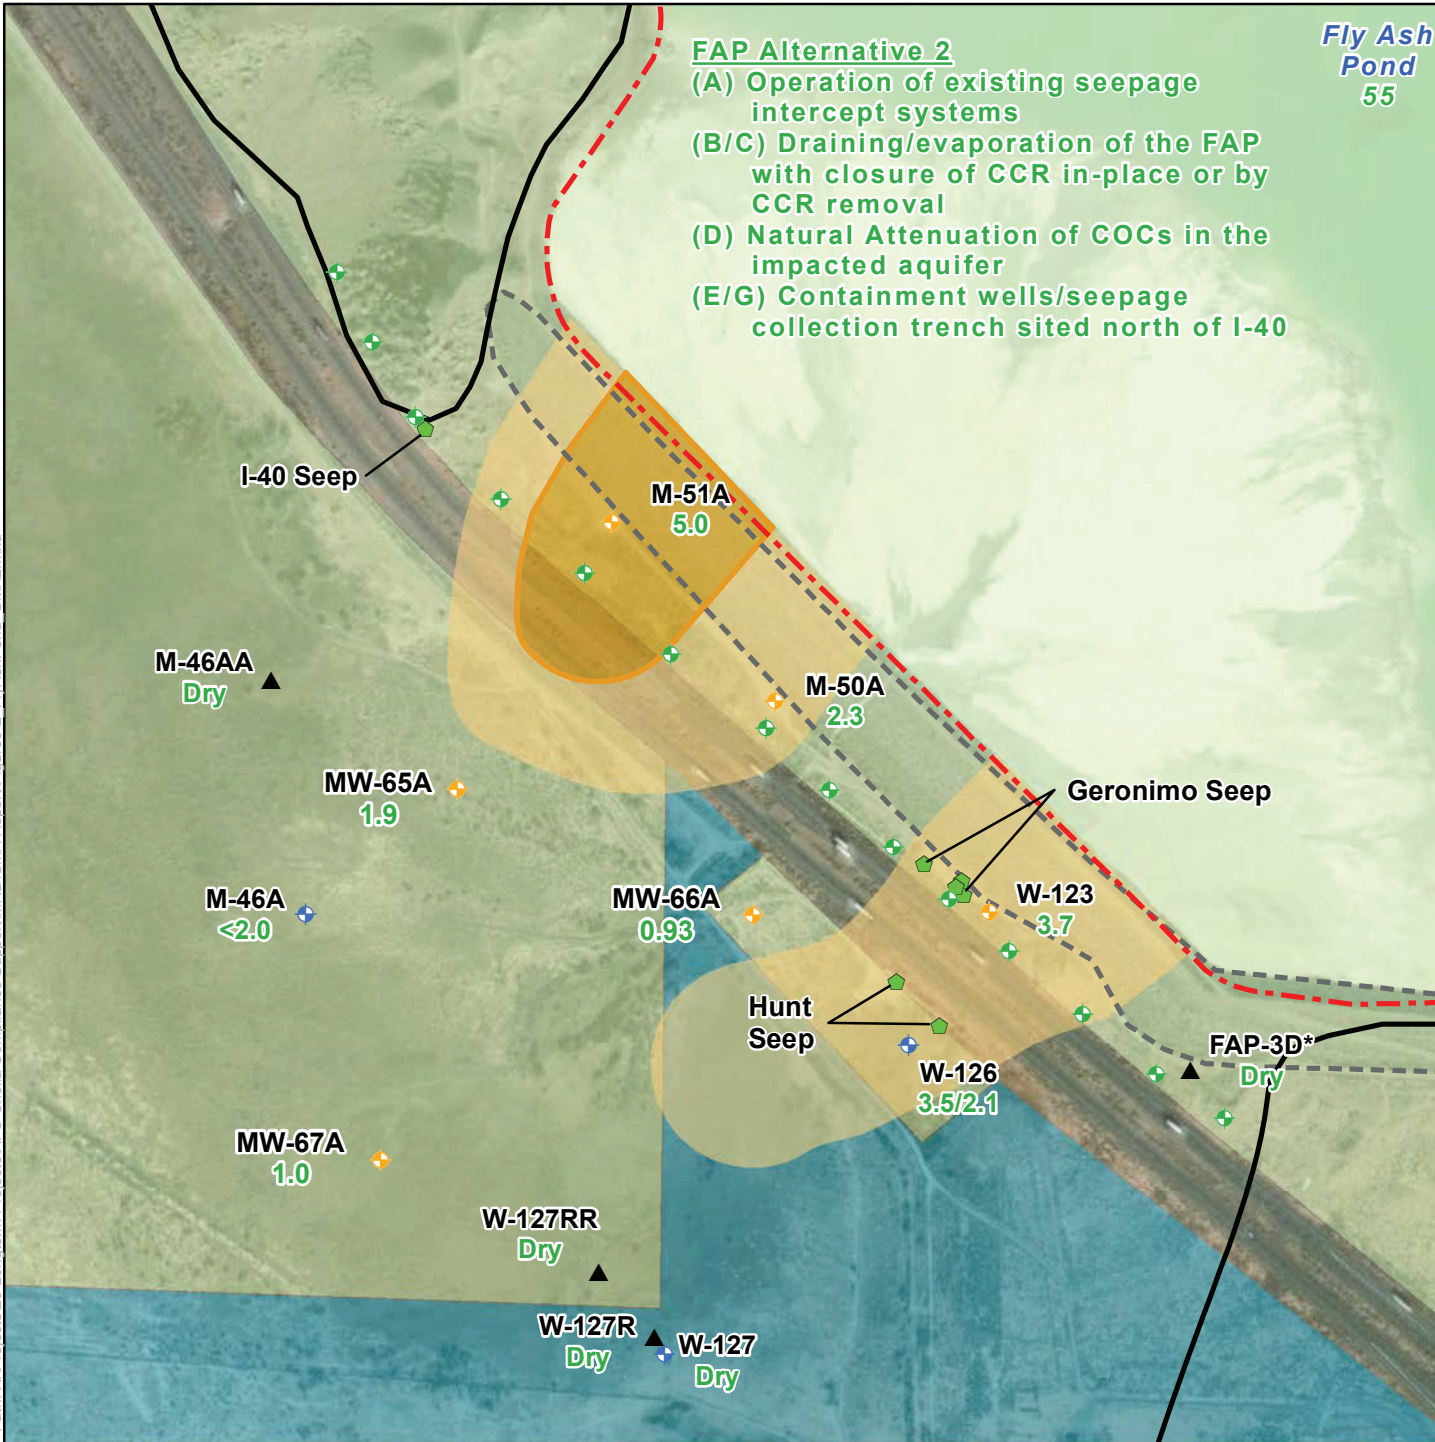 FAP Alternative 2
(A) Operation of existing seepage
intercept systems
(B/C) Draining/evaporation of the FAP
with closure of CCR in-place or by
CCR removal
(D) Natural Attenuation of COCs in the
impacted aquifer
(E/G) Containment wells/seepage
collection trench sited north of I-40
Fly Ash
Pond
55
I-40 Seep
M-51A
5.0
M-46AA
Dry
M-50A
2.3
MW-65A
1.9
Geronimo Seep
M-46A
<2.0
MW-66A
0.93
W-123
3.7
Hunt
Seep
FAP-3D*
Dry
W-126
3.5/2.1
MW-67A
1.0
W-127RR
Dry
W-127R
Dry
W-127
Dry